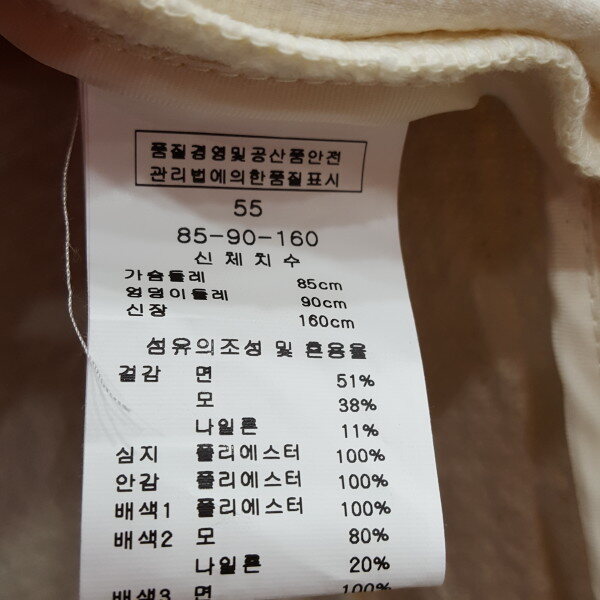 품질경영및공산품안전
관리법에의한품질표시
55
85-90-160
신체치수
가슴둘레 85cm
엉덩이둘레 90cm
신장 160cm
섬유의조성 및 혼용율
겉감 면 51%
모 38%
나일론 11%
심지 폴리에스터 100%
안감 폴리에스터 100%
배색1 폴리에스터 100%
배색2 모 80%
나일론 20%
배색3 면 100%